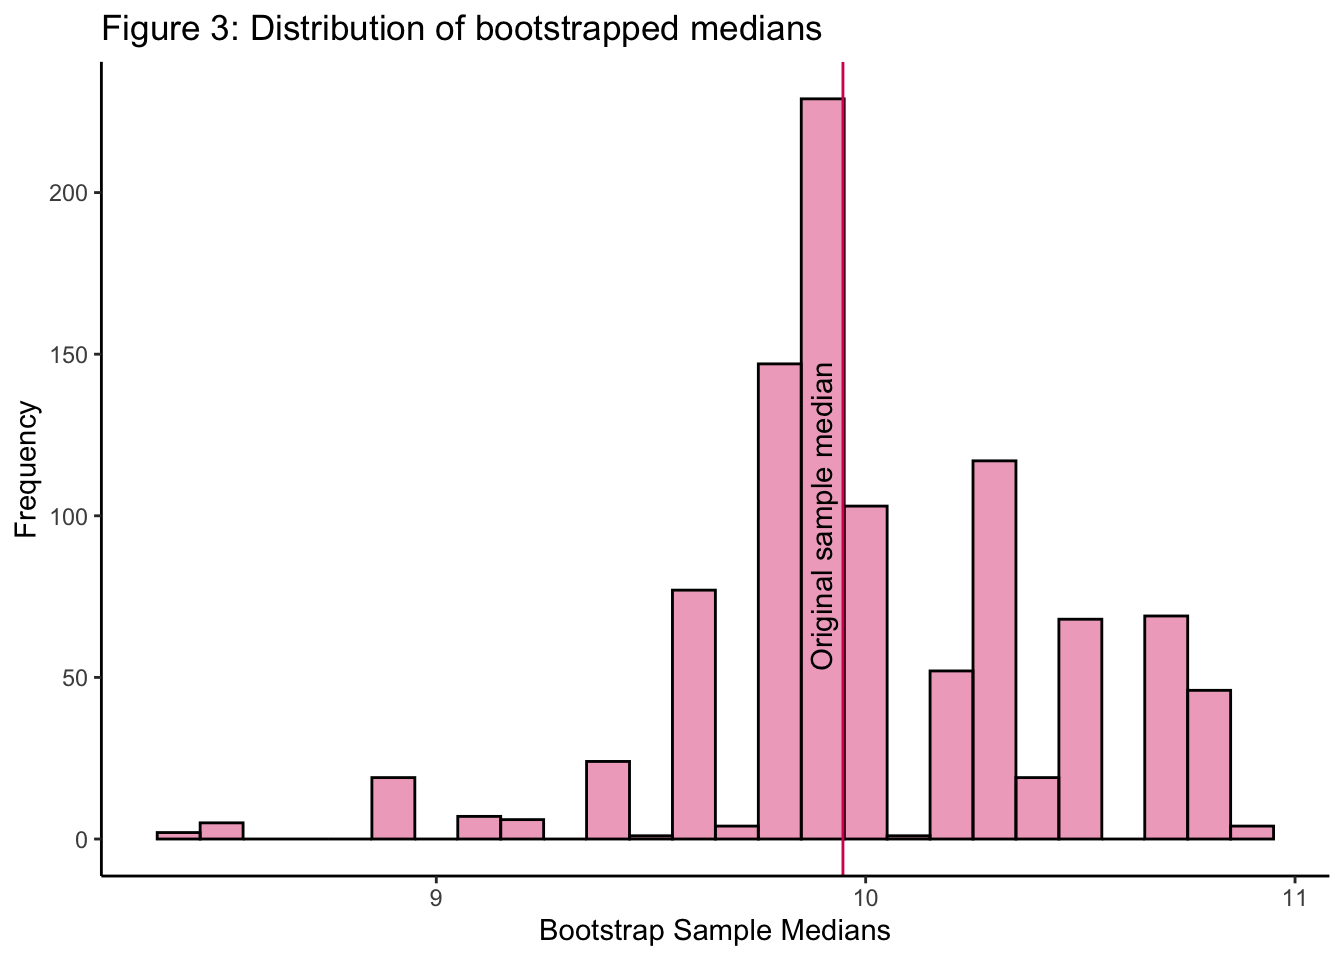 Figure 3: Distribution of bootstrapped medians
Frequency
200
150
100
50
0
Original sample median
9
10
11
Bootstrap Sample Medians